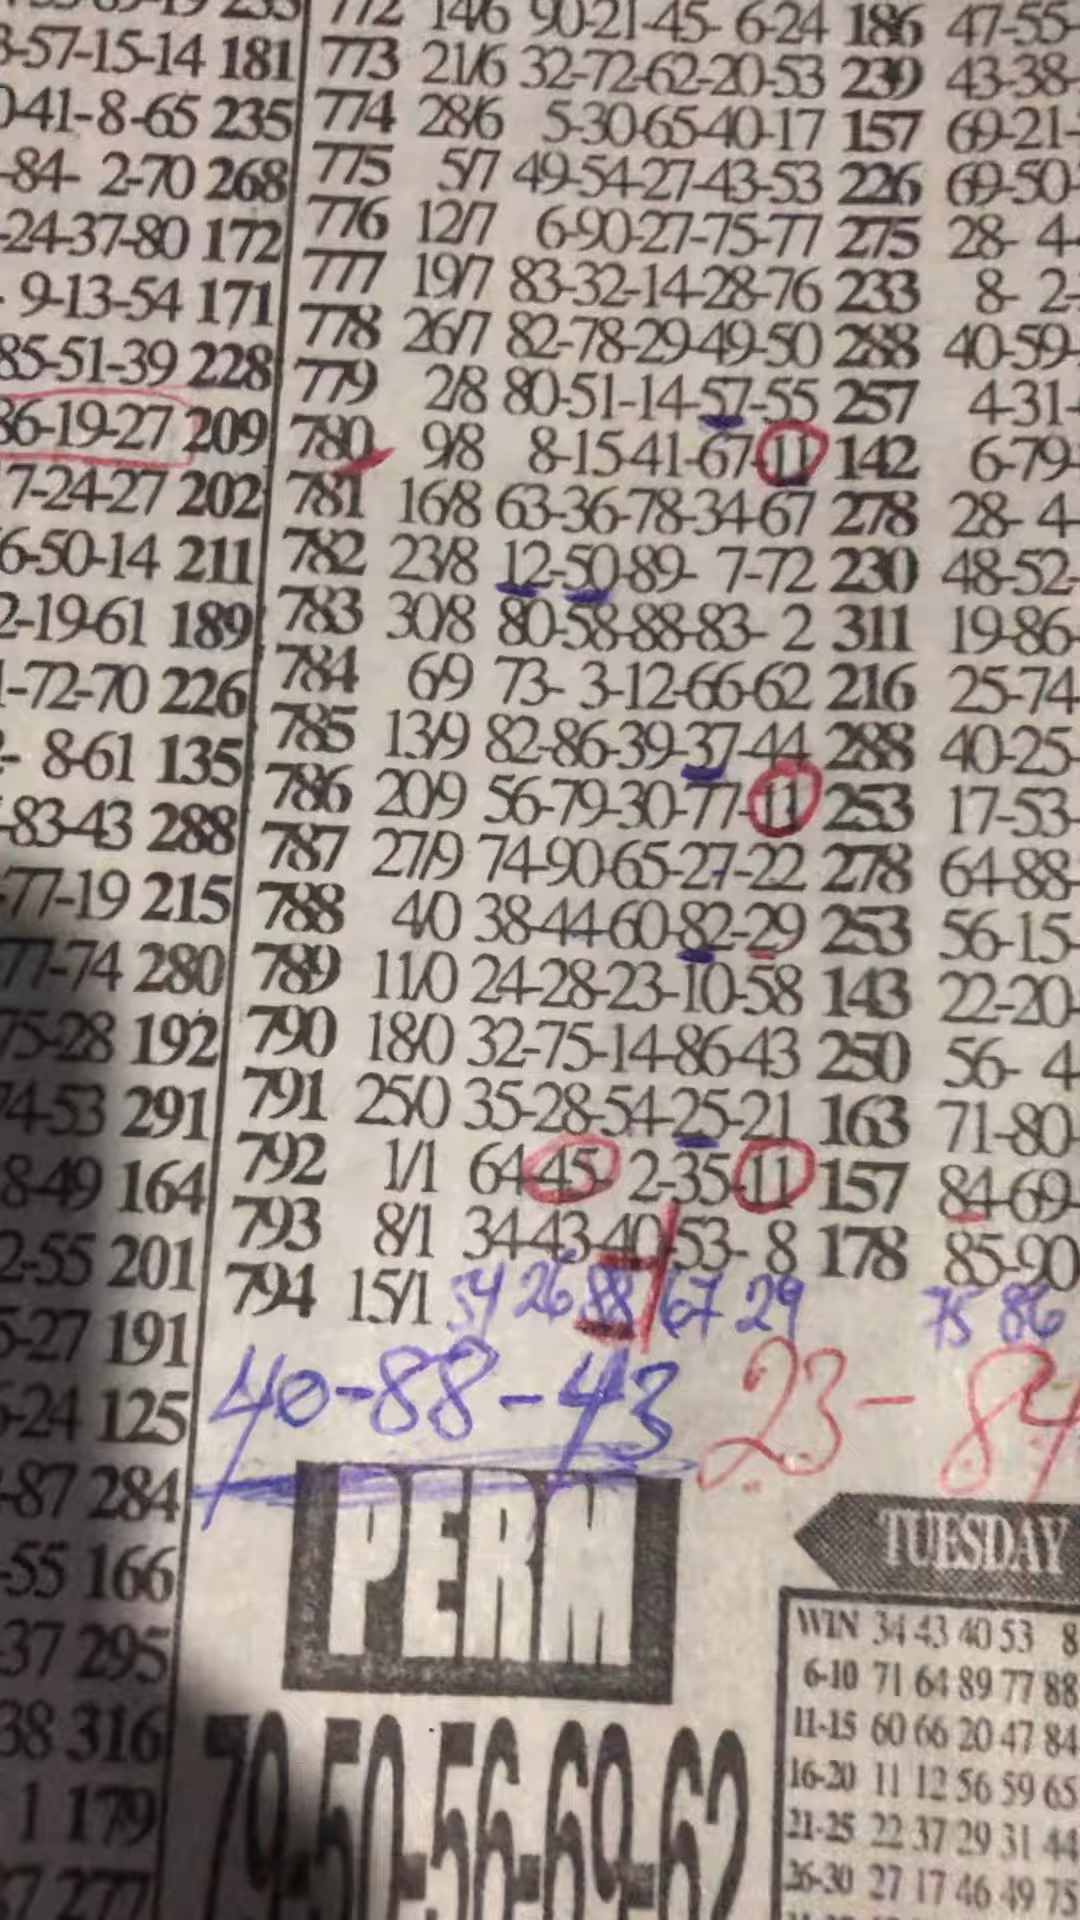 772 14/6 90-21-45- 6-24 186 47-55-
3-57-15-14 181 773 21/6 32-72-62-20-53 239 43-38-
0-41- 8-65 235 774 28/6 5-30-65-40-17 157 69-21-
-84- 2-70 268 775 5/7 49-54-27-43-53 226 69-50-
-24-37-80 172 776 12/7 6-90-27-75-77 275 28- 4-
- 9-13-54 171 777 19/7 83-32-14-28-76 233 8- 2-
85-51-39 228 778 26/7 82-78-29-49-50 288 40-59-
86-19-27 209 779 2/8 80-51-14-57-55 257 4-31-
7-24-27 202 780 9/8 8-15-41-67-11 142 6-79-
6-50-14 211 781 16/8 63-36-78-34-67 278 28- 4-
2-19-61 189 782 23/8 12-50-89- 7-72 230 48-52-
1-72-70 226 783 30/8 80-58-88-83- 2 311 19-86-
- 8-61 135 784 6/9 73- 3-12-66-62 216 25-74
-83-43 288 785 13/9 82-86-39-37-44 288 40-25-
-77-19 215 786 20/9 56-79-30-77-11 253 17-53-
77-74 280 787 27/9 74-90-65-27-22 278 64-88-
75-28 192 788 4/0 38-44-60-82-29 253 56-15-
74-53 291 789 11/0 24-28-23-10-58 143 22-20-
8-49 164 790 18/0 32-75-14-86-43 250 56- 4
2-55 201 791 25/0 35-28-54-25-21 163 71-80-
5-27 191 792 1/1 64-45- 2-35-11 157 84-69-
5-24 125 793 8/1 34-43-40-53- 8 178 85-90
-87 284 794 15/1 54 26 88 67 29 75 86
-55 166
-37 295
38 316
1 179
7 277
40-88-43 23-84
PERM
79-50-56-69-62
TUESDAY
WIN 34 43 40 53 8
6-10 71 64 89 77 88
11-15 60 66 20 47 84
16-20 11 12 56 59 65
21-25 22 37 29 31 44
26-30 27 17 46 49 75